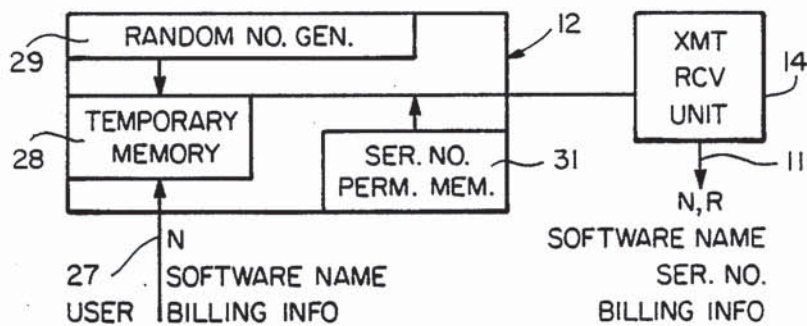 RANDOM NO. GEN.
29
12
XMT
RCV
UNIT
14
TEMPORARY
MEMORY
28
SER. NO.
PERM. MEM.
31
11
N
27
SOFTWARE NAME
USER BILLING INFO
N, R
SOFTWARE NAME
SER. NO.
BILLING INFO